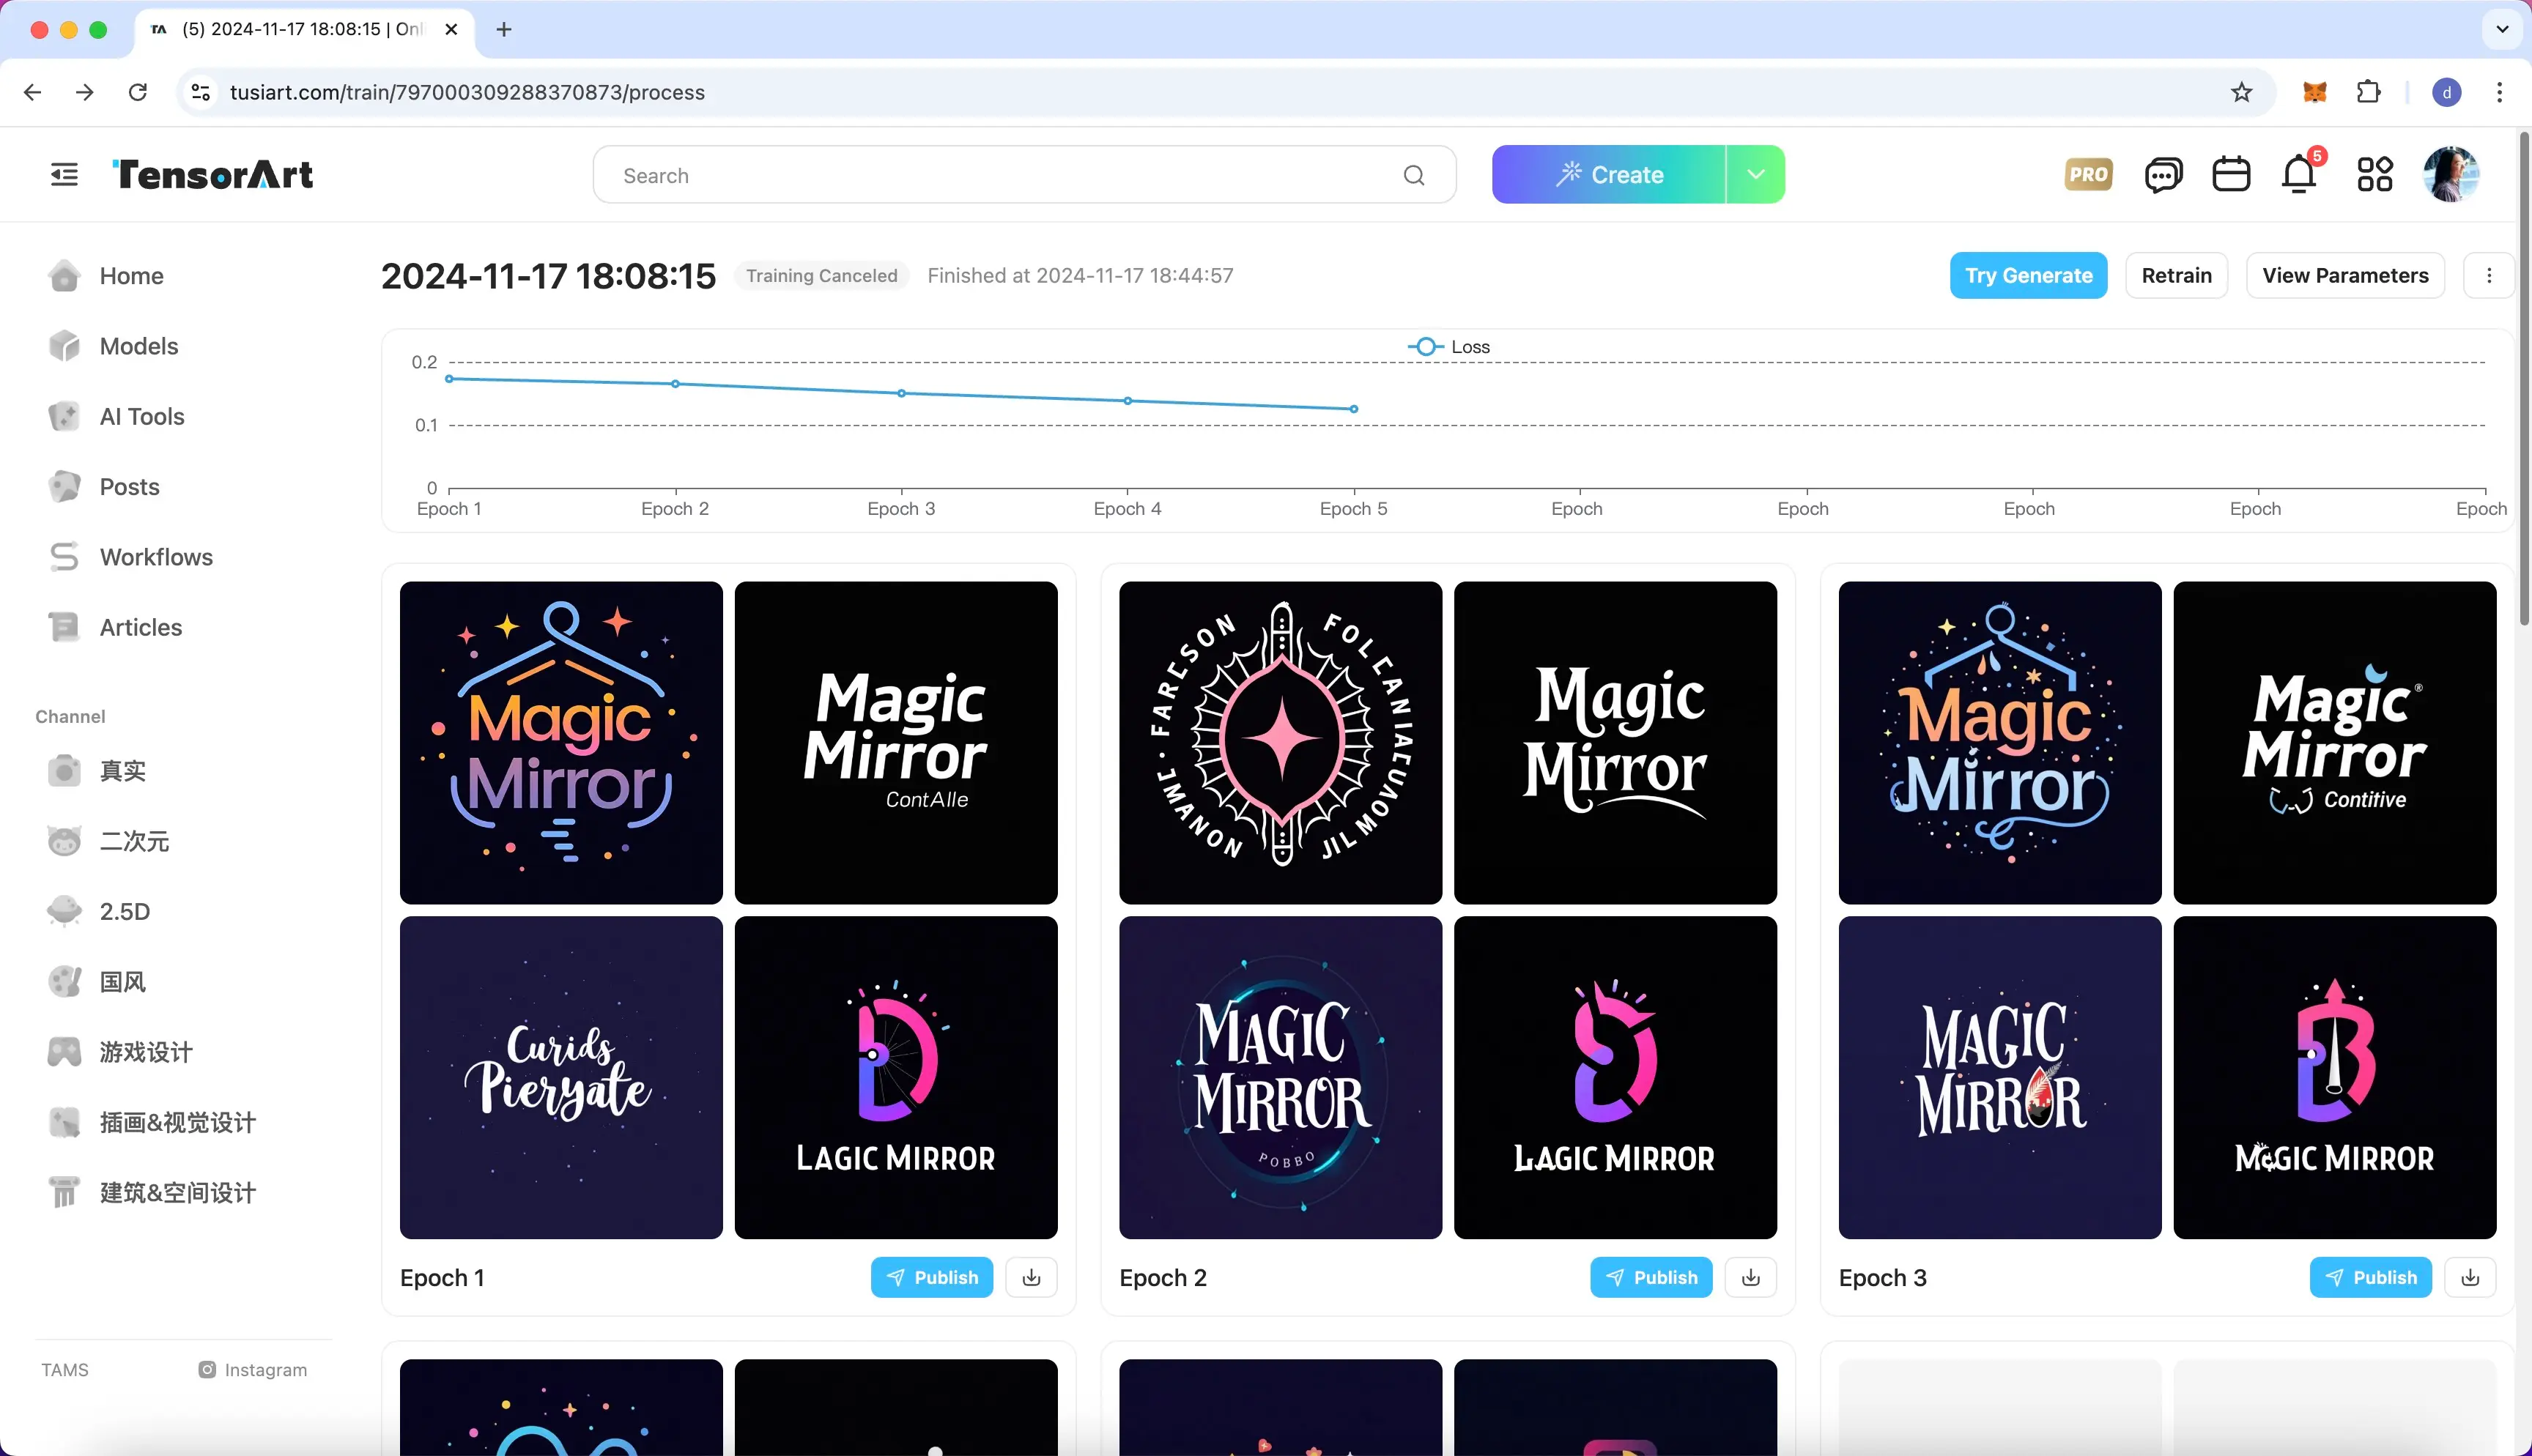 (5) 2024-11-17 18:08:15 | Onl
tusiart.com/train/797000309288370873/process
d
TensorArt
Search
Create
PRO
5
Home
Models
AI Tools
Posts
Workflows
Articles
Channel
真实
二次元
2.5D
国风
游戏设计
插画&视觉设计
建筑&空间设计
TAMS
Instagram
2024-11-17 18:08:15
Training Canceled
Finished at 2024-11-17 18:44:57
Try Generate
Retrain
View Parameters
Loss
0.2
0.1
0
Epoch 1
Epoch 2
Epoch 3
Epoch 4
Epoch 5
Epoch
Epoch
Epoch
Epoch
Epoch
Magic
Mirror
Magic
Mirror
ContAlle
Curids
Pieryate
LAGIC MIRROR
Epoch 1
Publish
FARLESON
FOLEANIAEUVOM JIL
EMANON
Magic
Mirror
MAGIC
MIRROR
POBBO
LAGIC MIRROR
Epoch 2
Publish
Magic
Mirror
Magic®
Mirror
Contitive
MAGiC
MIRROR
MAGIC MIRROR
Epoch 3
Publish